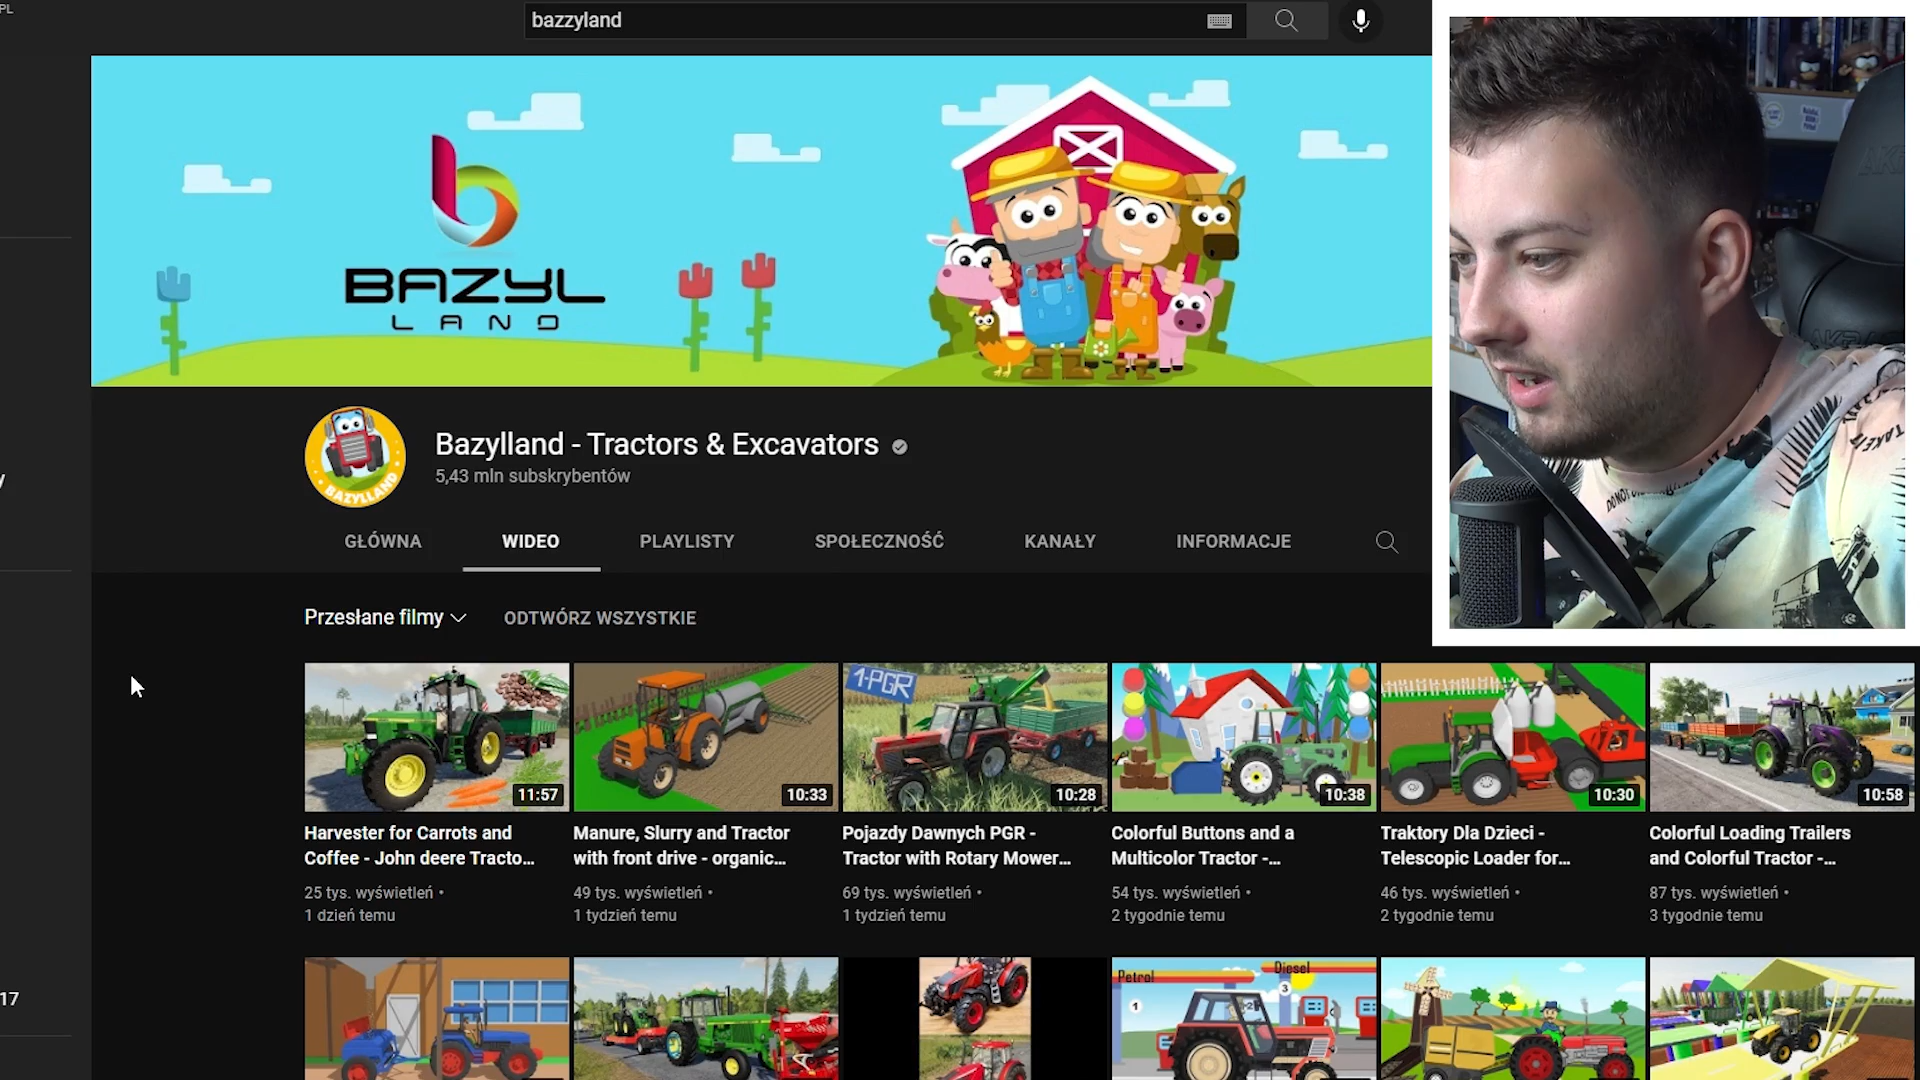 PL
bazzyland
BAZYL
LAND
BAZYLLAND
Bazylland - Tractors & Excavators
5,43 mln subskrybentów
GŁÓWNA
WIDEO
PLAYLISTY
SPOŁECZNOŚĆ
KANAŁY
INFORMACJE
Przesłane filmy
ODTWÓRZ WSZYSTKIE
11:57
10:33
1-PGR
10:28
10:38
10:30
10:58
Harvester for Carrots and
Coffee - John deere Tracto...
25 tys. wyświetleń •
1 dzień temu
Manure, Slurry and Tractor
with front drive - organic...
49 tys. wyświetleń •
1 tydzień temu
Pojazdy Dawnych PGR -
Tractor with Rotary Mower...
69 tys. wyświetleń •
1 tydzień temu
Colorful Buttons and a
Multicolor Tractor -...
54 tys. wyświetleń •
2 tygodnie temu
Traktory Dla Dzieci -
Telescopic Loader for...
46 tys. wyświetleń •
2 tygodnie temu
Colorful Loading Trailers
and Colorful Tractor -...
87 tys. wyświetleń •
3 tygodnie temu
17
Petrol
1
Diesel
3